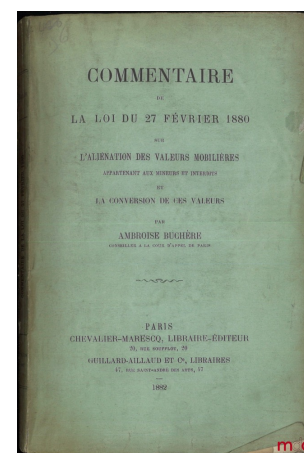 COMMENTAIRE
DE
LA LOI DU 27 FÉVRIER 1880
SUR
L'ALIENATION DES VALEURS MOBILIÈRES
APPARTENANT AUX MINEURS ET INTERDITS
ET
LA CONVERSION DE CES VALEURS
PAR
AMBROISE BUCHÈRE
CONSEILLER A LA COUR D'APPEL DE PARIS
PARIS
CHEVALIER-MARESCQ, LIBRAIRE-ÉDITEUR
20, RUE SOUFFLOT, 20
GUILLARD-AILLAUD ET Cie, LIBRAIRES
47, RUE SAINT-ANDRÉ DES ARTS, 47
1882